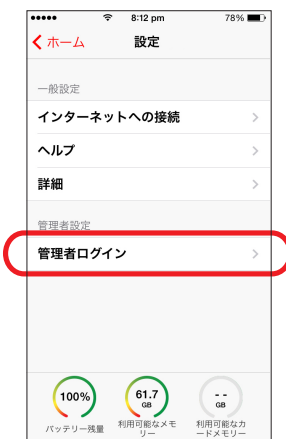 8:12 pm
78%
ホーム
設定
一般設定
インターネットへの接続
ヘルプ
詳細
管理者設定
管理者ログイン
100%
61.7
GB
--
GB
バッテリー残量
利用可能なメモ
リー
利用可能なカ
ードメモリー